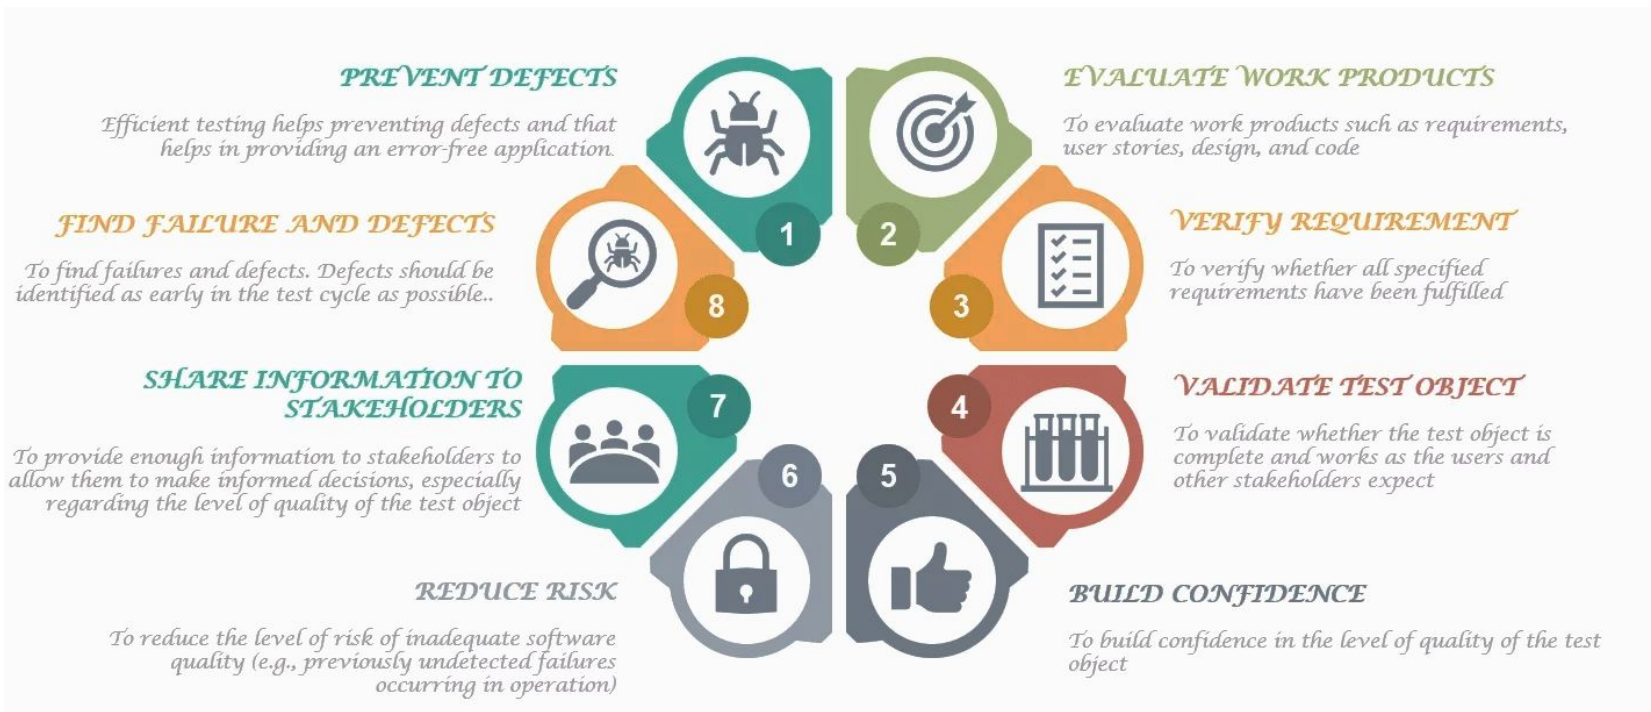 PREVENT DEFECTS
Efficient testing helps preventing defects and that
helps in providing an error-free application.
1
EVALUATE WORK PRODUCTS
To evaluate work products such as requirements,
user stories, design, and code
2
VERIFY REQUIREMENT
To verify whether all specified
requirements have been fulfilled
3
VALIDATE TEST OBJECT
To validate whether the test object is
complete and works as the users and
other stakeholders expect
4
BUILD CONFIDENCE
To build confidence in the level of quality of the test
object
5
REDUCE RISK
To reduce the level of risk of inadequate software
quality (e.g., previously undetected failures
occurring in operation)
6
SHARE INFORMATION TO
STAKEHOLDERS
To provide enough information to stakeholders to
allow them to make informed decisions, especially
regarding the level of quality of the test object
7
FIND FAILURE AND DEFECTS
To find failures and defects. Defects should be
identified as early in the test cycle as possible..
8